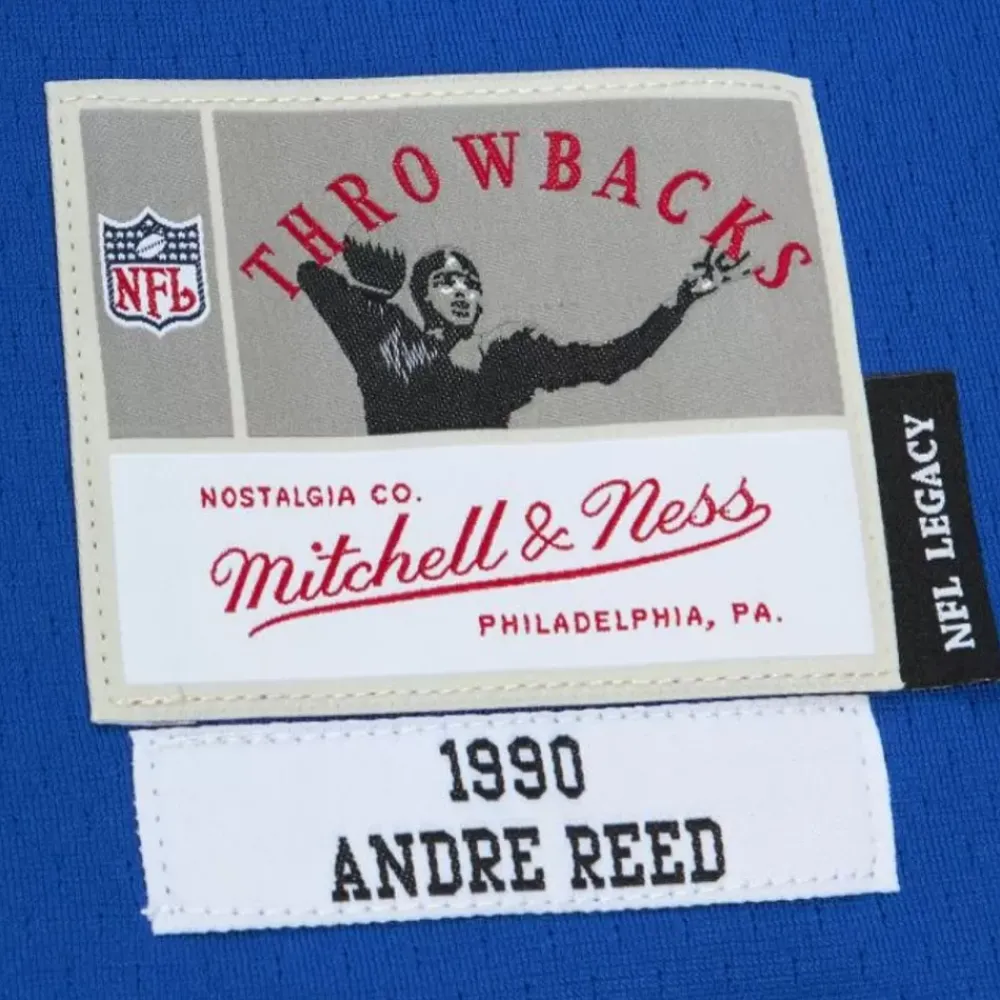 THROWBACKS
NFL
NOSTALGIA CO.
Mitchell & Ness
PHILADELPHIA, PA.
NFL LEGACY
1990
ANDRE REED